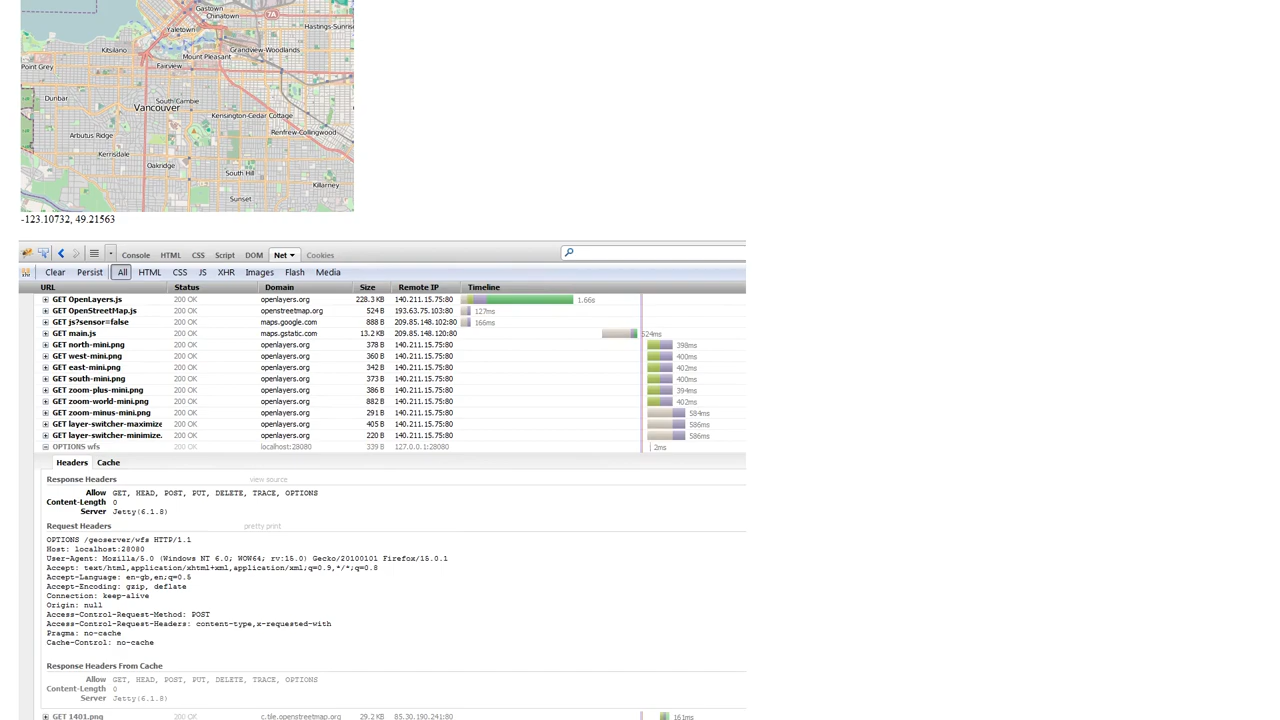 Gastown
Chinatown
7A
Hastings-Sunris
Yaletown
Kitsilano
Grandview-Woodlands
Mount Pleasant
Point Grey
Fairview
Dunbar
South Cambie
Vancouver
Kensington-Cedar Cottage
Renfrew-Collingwood
Arbutus Ridge
Kerrisdale
Oakridge
South Hill
Killarney
Sunset
-123.10732, 49.21563
Console HTML CSS Script DOM Net Cookies
Clear Persist All HTML CSS JS XHR Images Flash Media
URL Status Domain Size Remote IP Timeline
GET OpenLayers.js 200 OK openlayers.org 228.3 KB 140.211.15.75:80 1.66s
GET OpenStreetMap.js 200 OK openstreetmap.org 524 B 193.63.75.103:80 127ms
GET js?sensor=false 200 OK maps.google.com 888 B 209.85.148.102:80 166ms
GET main.js 200 OK maps.gstatic.com 13.2 KB 209.85.148.120:80 524ms
GET north-mini.png 200 OK openlayers.org 378 B 140.211.15.75:80 398ms
GET west-mini.png 200 OK openlayers.org 360 B 140.211.15.75:80 400ms
GET east-mini.png 200 OK openlayers.org 342 B 140.211.15.75:80 402ms
GET south-mini.png 200 OK openlayers.org 373 B 140.211.15.75:80 400ms
GET zoom-plus-mini.png 200 OK openlayers.org 386 B 140.211.15.75:80 394ms
GET zoom-world-mini.png 200 OK openlayers.org 882 B 140.211.15.75:80 402ms
GET zoom-minus-mini.png 200 OK openlayers.org 291 B 140.211.15.75:80 584ms
GET layer-switcher-maximize 200 OK openlayers.org 405 B 140.211.15.75:80 586ms
GET layer-switcher-minimize. 200 OK openlayers.org 220 B 140.211.15.75:80 586ms
OPTIONS wfs 200 OK localhost:28080 339 B 127.0.0.1:28080 2ms
Headers Cache
Response Headers view source
Allow GET, HEAD, POST, PUT, DELETE, TRACE, OPTIONS
Content-Length 0
Server Jetty(6.1.8)
Request Headers pretty print
OPTIONS /geoserver/wfs HTTP/1.1
Host: localhost:28080
User-Agent: Mozilla/5.0 (Windows NT 6.0; WOW64; rv:15.0) Gecko/20100101 Firefox/15.0.1
Accept: text/html,application/xhtml+xml,application/xml;q=0.9,*/*;q=0.8
Accept-Language: en-gb,en;q=0.5
Accept-Encoding: gzip, deflate
Connection: keep-alive
Origin: null
Access-Control-Request-Method: POST
Access-Control-Request-Headers: content-type,x-requested-with
Pragma: no-cache
Cache-Control: no-cache
Response Headers From Cache
Allow GET, HEAD, POST, PUT, DELETE, TRACE, OPTIONS
Content-Length 0
Server Jetty(6.1.8)
GET 1401.png 200 OK c.tile.openstreetmap.org 29.2 KB 85.30.190.241:80 161ms